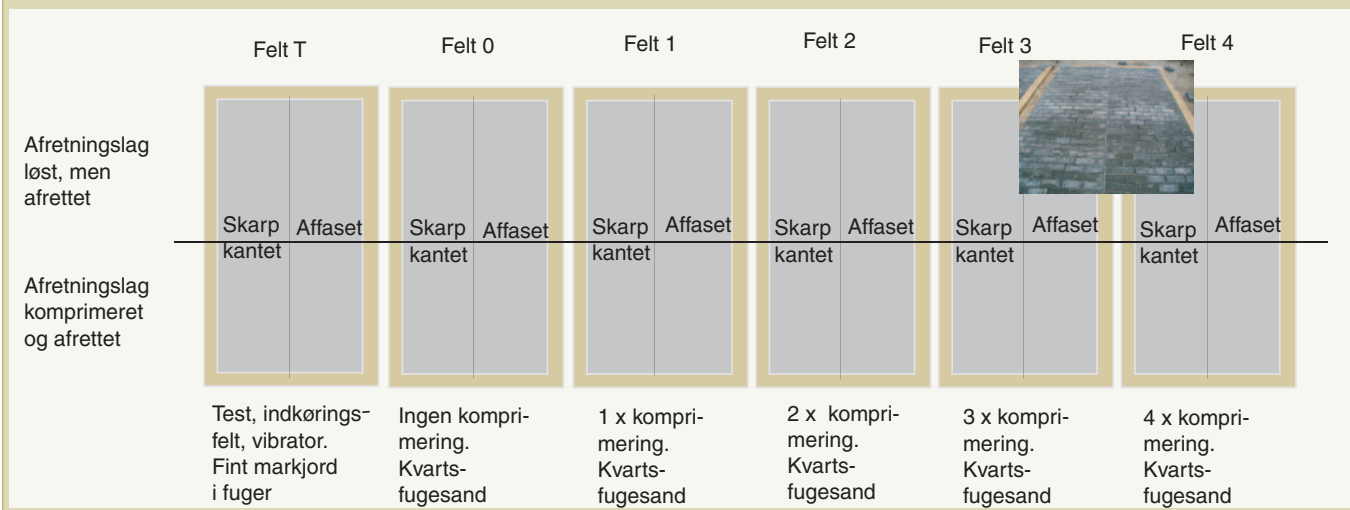 Felt T
Felt 0
Felt 1
Felt 2
Felt 3
Felt 4
Afretningslag
løst, men
afrettet
Skarp
kantet
Affaset
Skarp
kantet
Affaset
Skarp
kantet
Affaset
Skarp
kantet
Affaset
Skarp
kantet
Affaset
Skarp
kantet
Affaset
Afretningslag
komprimeret
og afrettet
Test, indkørings-
felt, vibrator.
Fint markjord
i fuger
Ingen kompri-
mering.
Kvarts-
fugesand
1 x kompri-
mering.
Kvarts-
fugesand
2 x kompri-
mering.
Kvarts-
fugesand
3 x kompri-
mering.
Kvarts-
fugesand
4 x kompri-
mering.
Kvarts-
fugesand